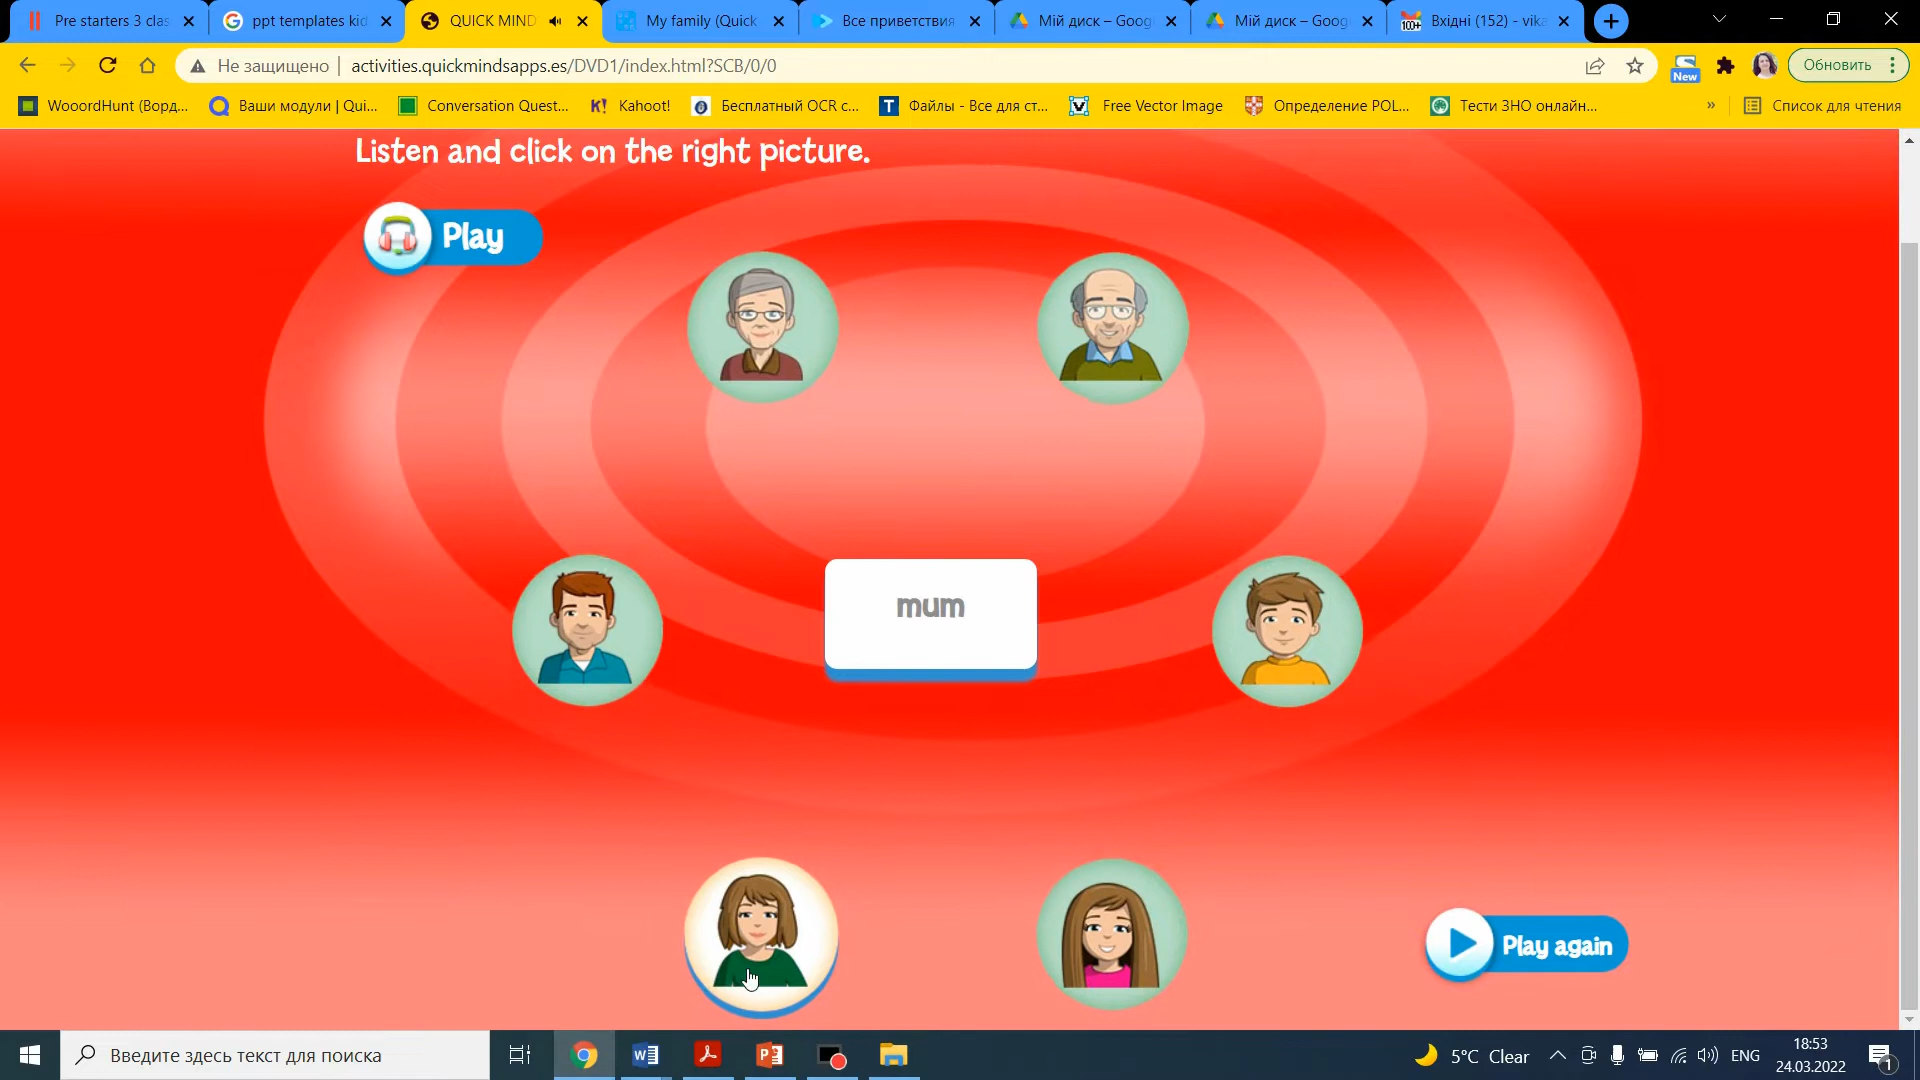 Pre starters 3 clas
ppt templates kid
QUICK MIND
My family (Quick
Все приветствия
Мій диск – Goog
Мій диск – Goog
100+
Вхідні (152) - vika
Не защищено
activities.quickmindsapps.es/DVD1/index.html?SCB/0/0
New
Обновить
WooordHunt (Ворд...
Ваши модули | Qui...
Conversation Quest...
K! Kahoot!
Бесплатный OCR с...
T Файлы - Все для ст...
Free Vector Image
Определение POL...
Тести ЗНО онлайн...
»
Список для чтения
Listen and click on the right picture.
Play
mum
Play again
Введите здесь текст для поиска
5°C Clear
ENG
18:53
24.03.2022
1